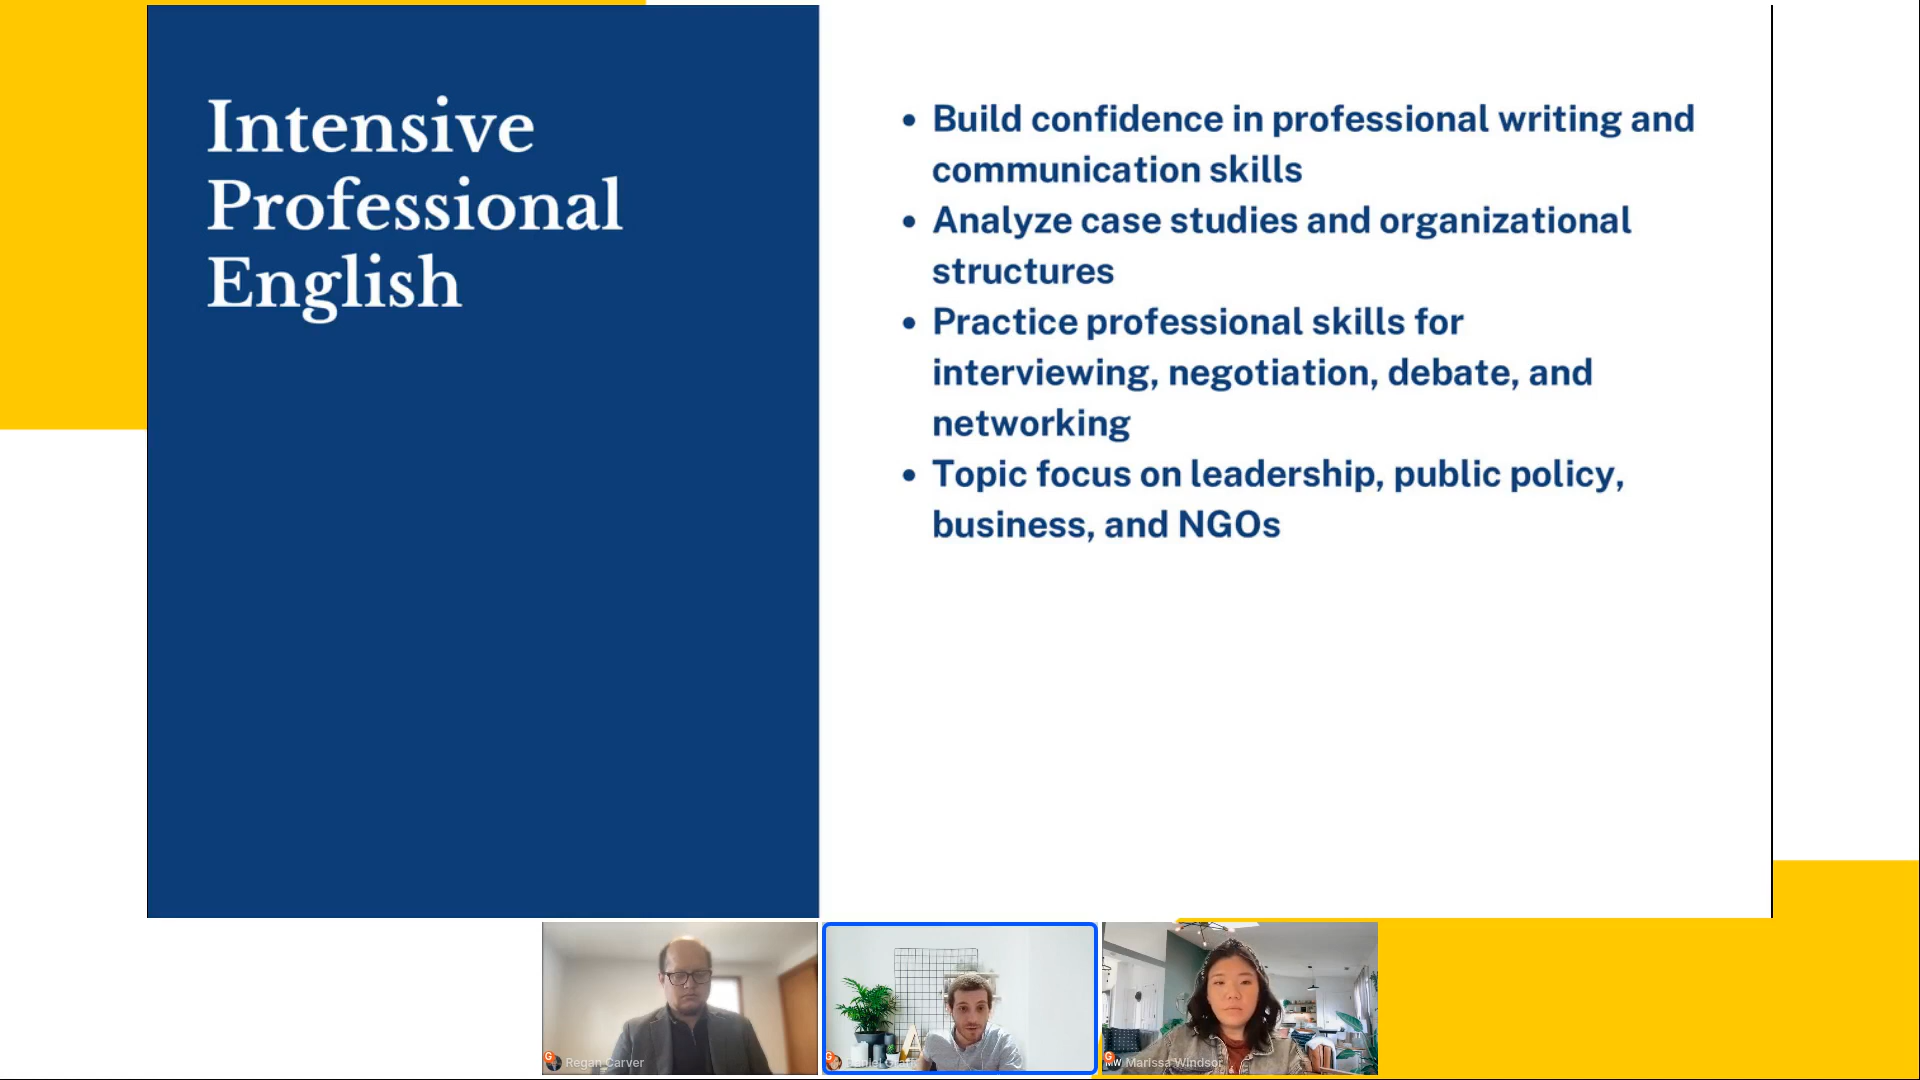 Intensive
Professional
English
• Build confidence in professional writing and
communication skills
• Analyze case studies and organizational
structures
• Practice professional skills for
interviewing, negotiation, debate, and
networking
• Topic focus on leadership, public policy,
business, and NGOs
G
Regan Carver
G
A
G
MW Marissa Windsor